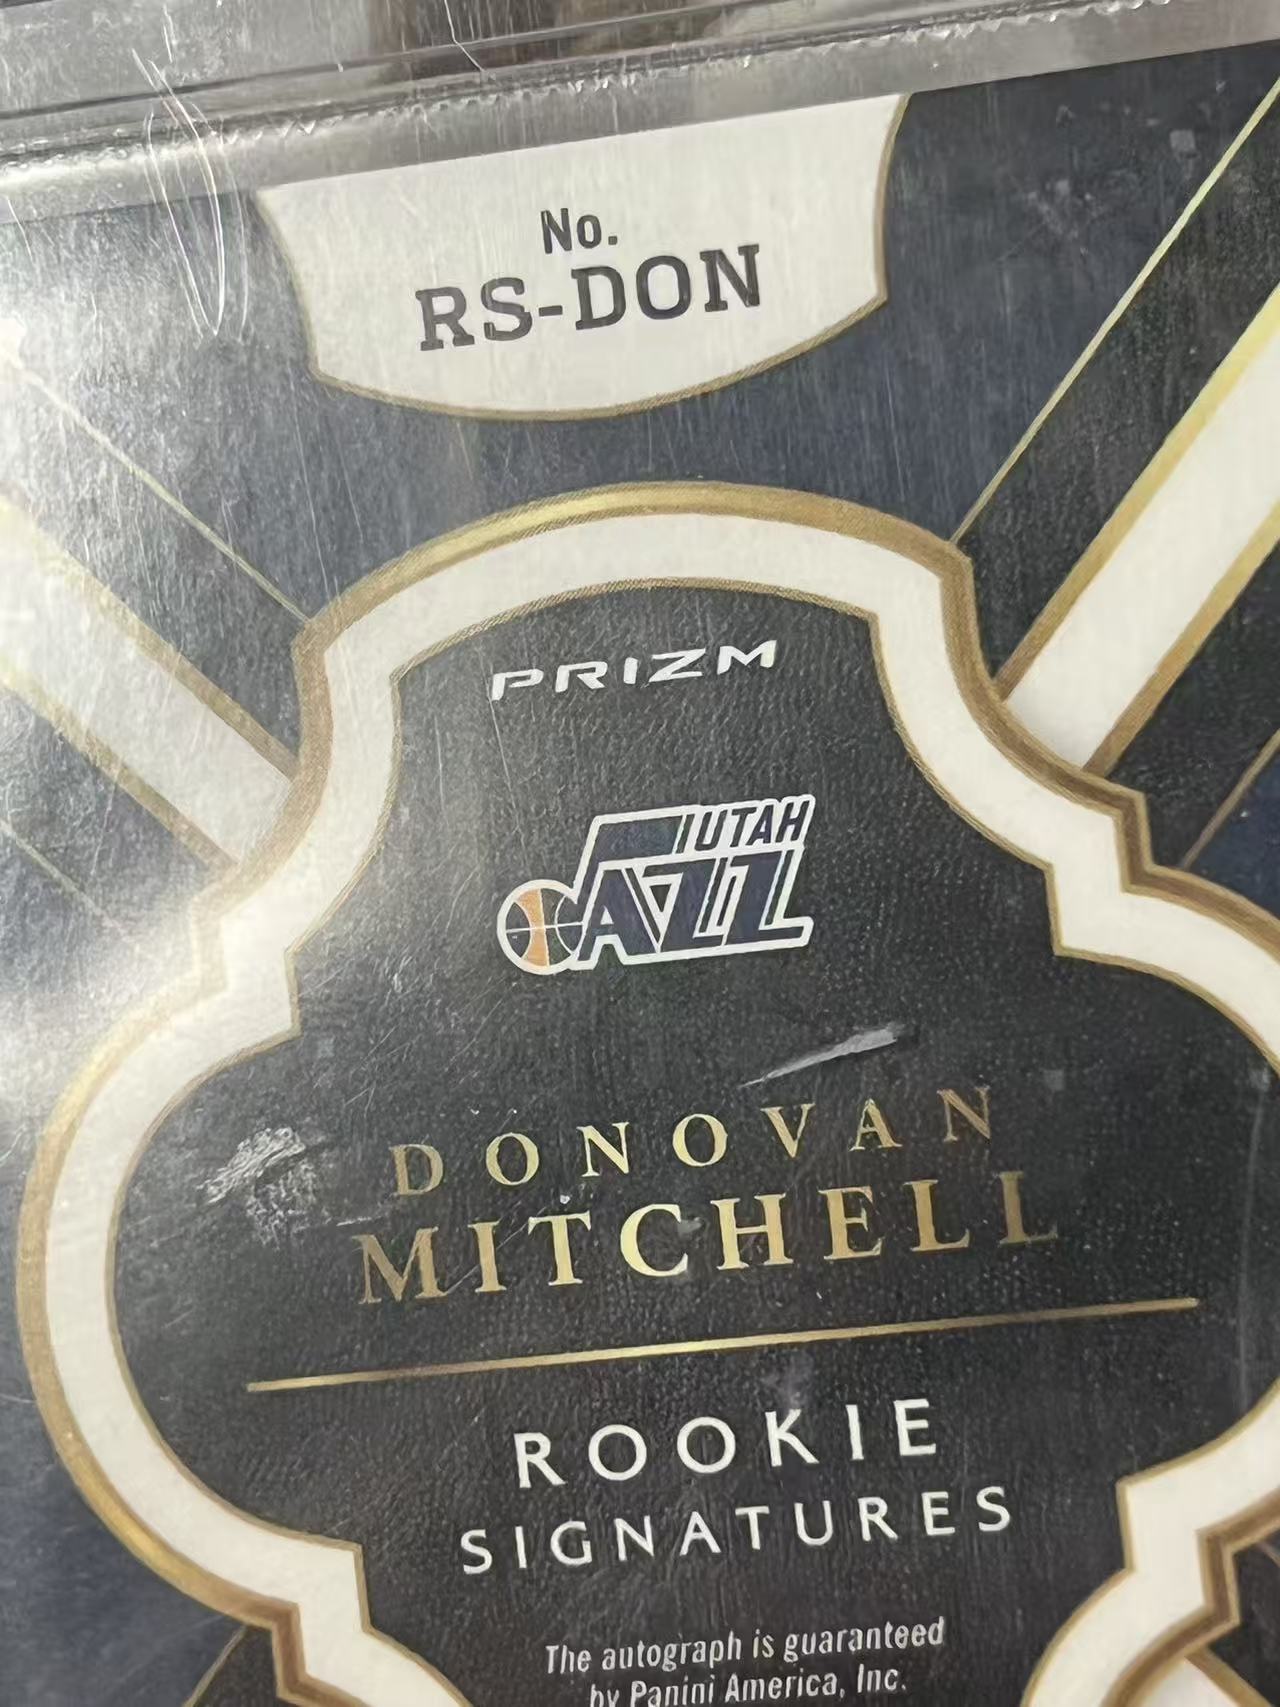 No.
RS-DON
PRIZM
UTAH
JAZZ
DONOVAN
MITCHELL
ROOKIE
SIGNATURES
The autograph is guaranteed
by Panini America, Inc.